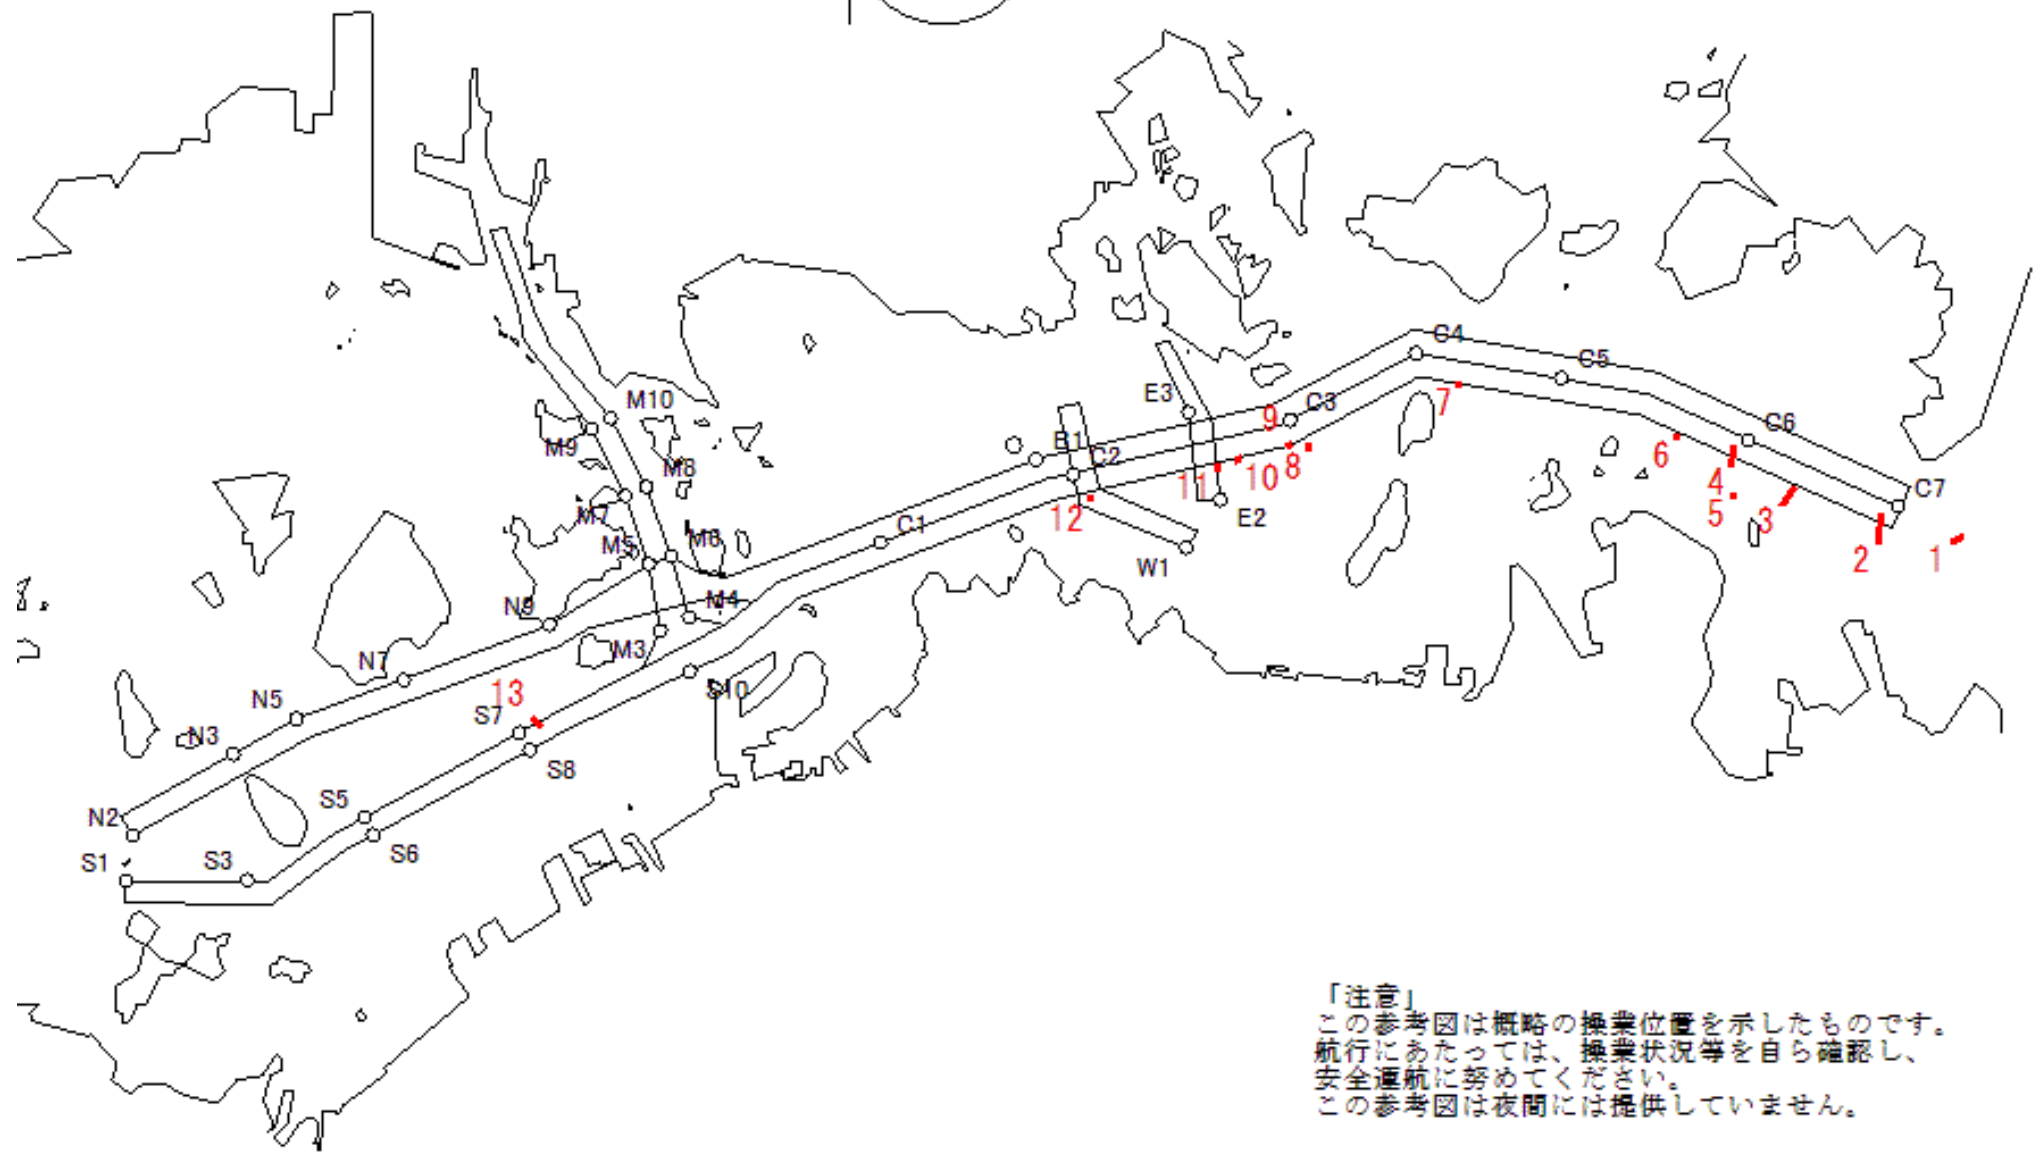 C4
C5
E3
C3
9
7
M10
C6
M9
B1
6
M8
C2
8
10
11
4
C7
5
3
12
E2
M7
C1
M6
M5
2
1
W1
N9
M4
M3
N7
13
S10
N5
S7
N3
S8
S5
N2
S6
S1
S3
「注意」
この参考図は概略の操業位置を示したものです。
航行にあたっては、操業状況等を自ら確認し、
安全運航に努めてください。
この参考図は夜間には提供していません。